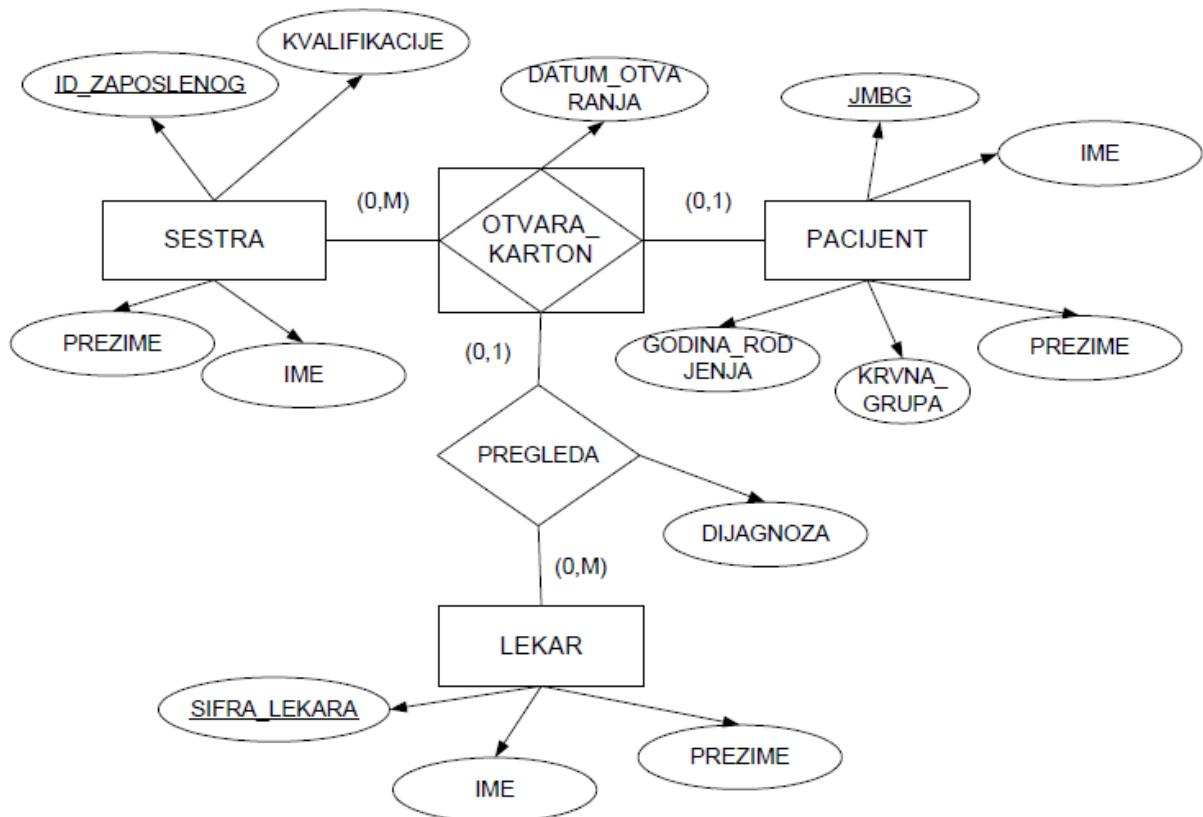 KVALIFIKACIJE
ID_ZAPOSLENOG
DATUM_OTVA
RANJA
JMBG
IME
(0,M)
(0,1)
SESTRA
OTVARA_
KARTON
PACIJENT
PREZIME
IME
(0,1)
GODINA_ROD
JENJA
KRVNA_
GRUPA
PREZIME
PREGLEDA
DIJAGNOZA
(0,M)
LEKAR
SIFRA_LEKARA
IME
PREZIME